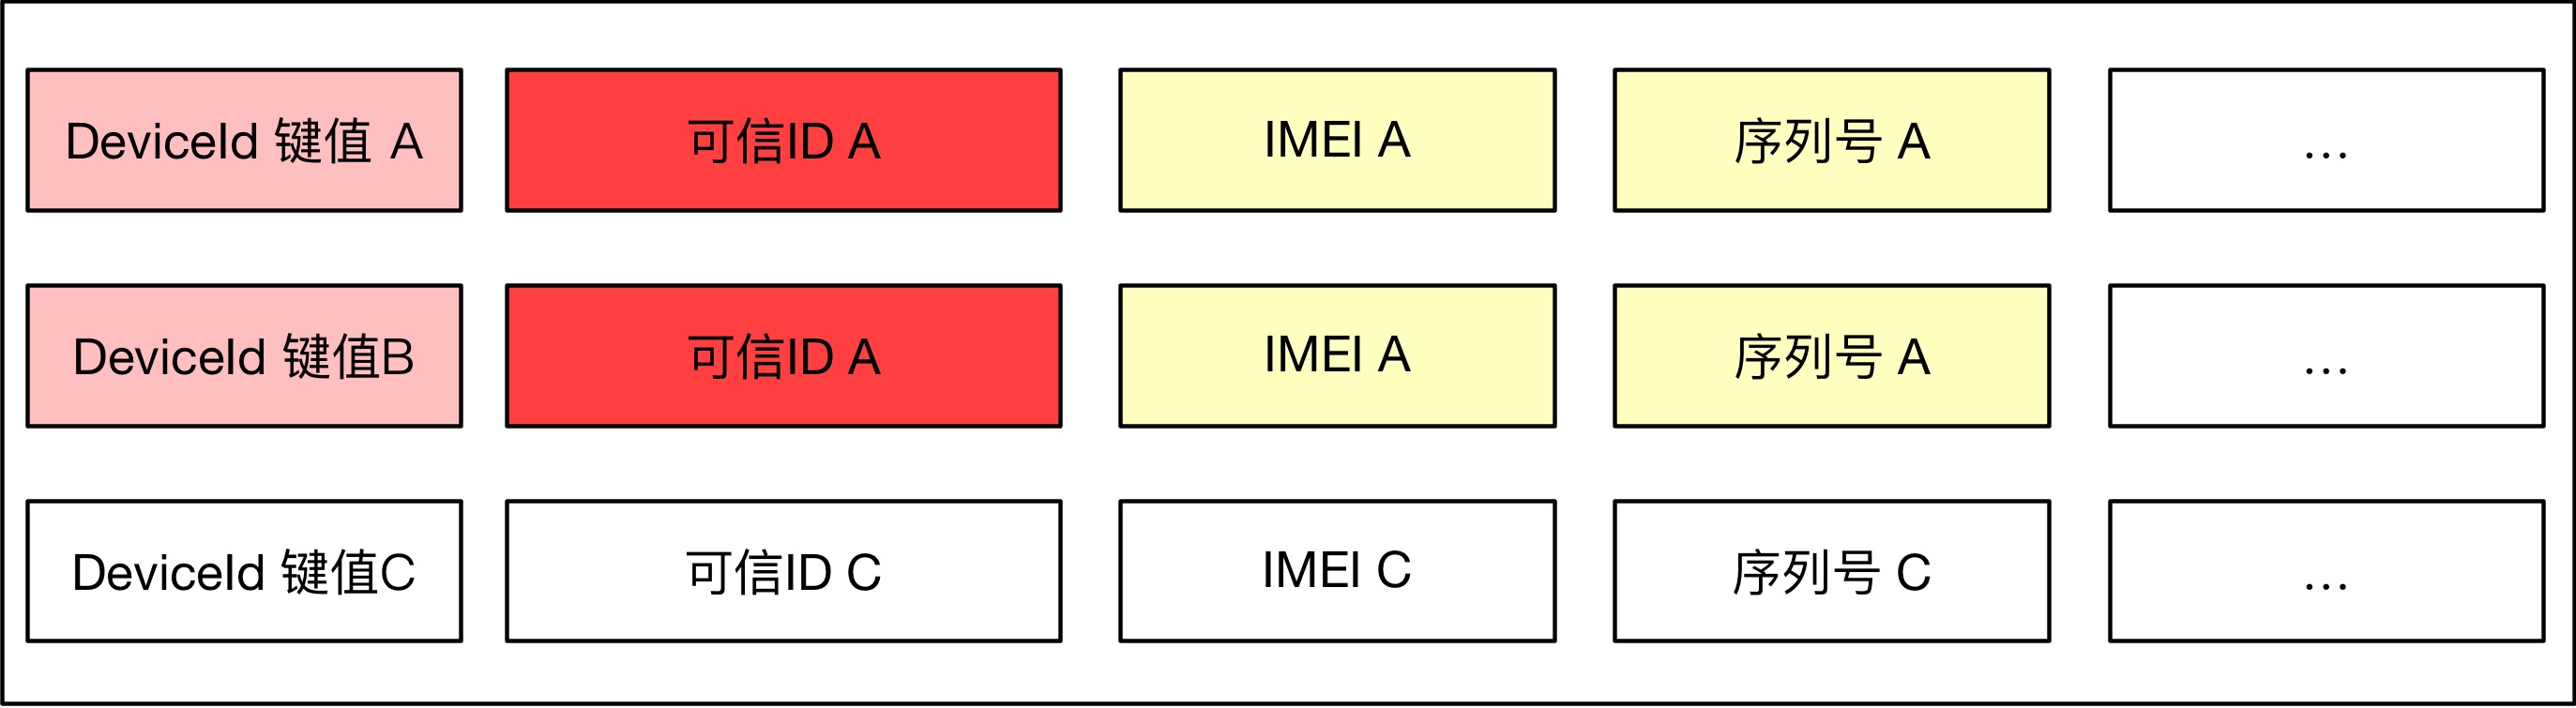 DeviceId 键值 A
可信ID A
IMEI A
序列号 A
...
DeviceId 键值B
可信ID A
IMEI A
序列号 A
...
DeviceId 键值C
可信ID C
IMEI C
序列号 C
...